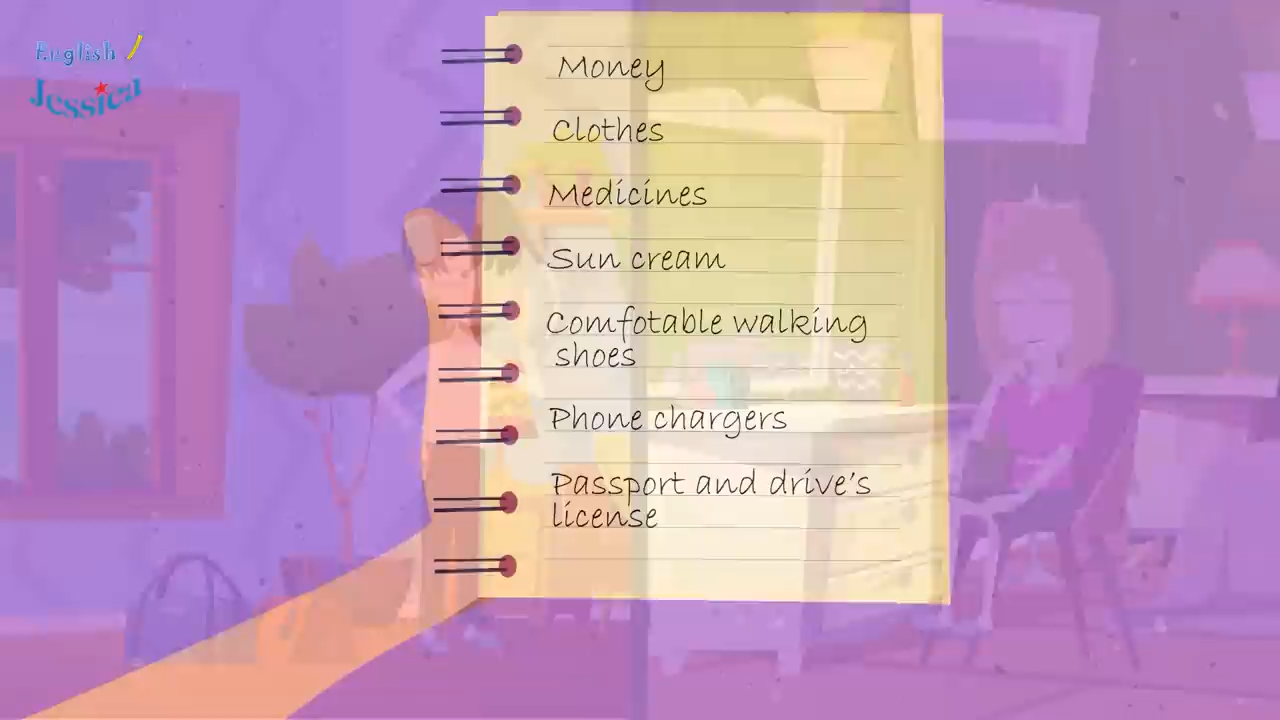 English
Jessica
Money
Clothes
Medicines
Sun cream
Comfotable walking
shoes
Phone chargers
Passport and drive's
license